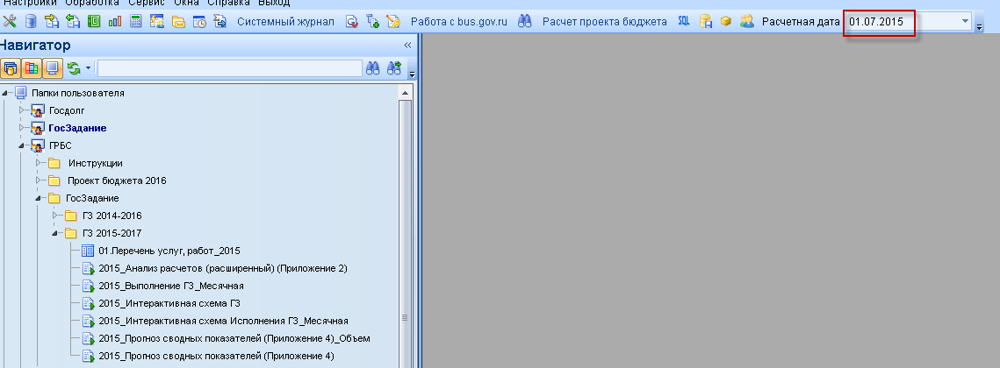 Настройки Обработка Сервис Окна Справка Выход
Системный журнал Работа с bus.gov.ru Расчет проекта бюджета SQL Расчетная дата 01.07.2015
Навигатор
Папки пользователя
Госдолг
ГосЗадание
ГРБС
Инструкции
Проект бюджета 2016
ГосЗадание
ГЗ 2014-2016
ГЗ 2015-2017
01.Перечень услуг, работ_2015
2015_Анализ расчетов (расширенный) (Приложение 2)
2015_Выполнение ГЗ_Месячная
2015_Интерактивная схема ГЗ
2015_Интерактивная схема Исполнения ГЗ_Месячная
2015_Прогноз сводных показателей (Приложение 4)_Объем
2015_Прогноз сводных показателей (Приложение 4)